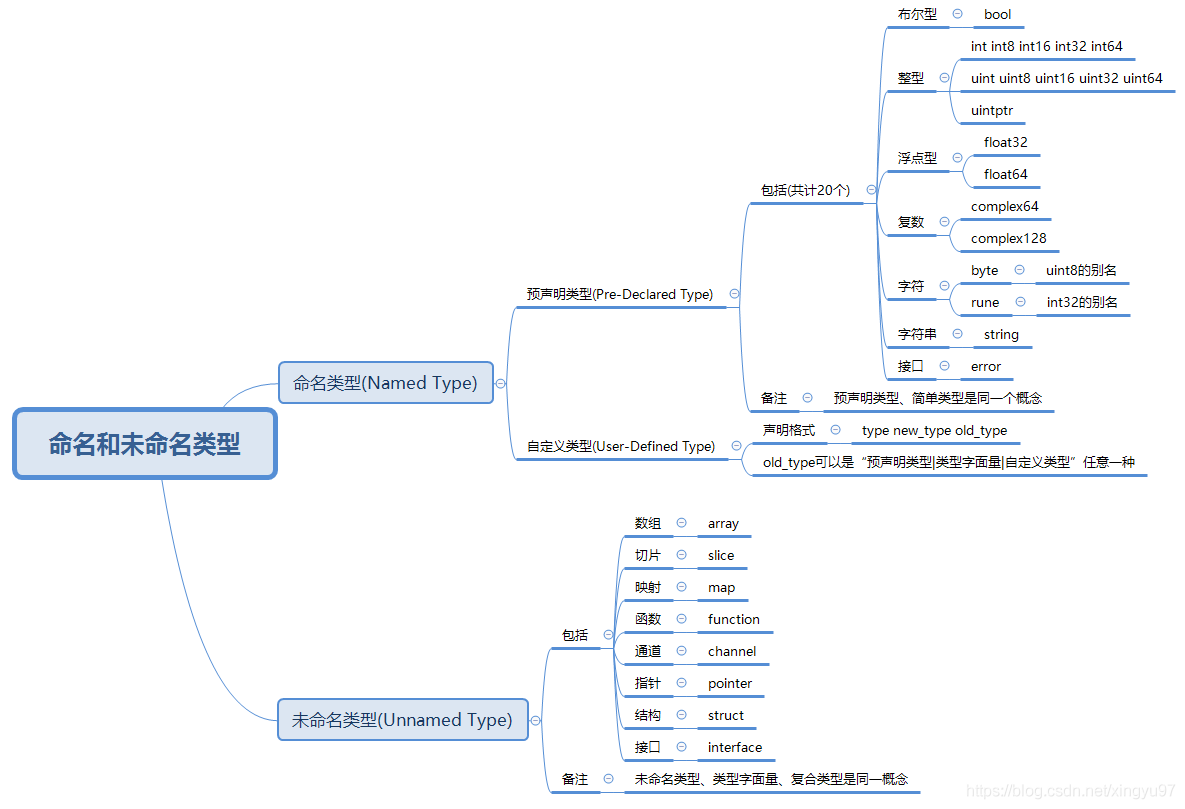 命名和未命名类型
命名类型(Named Type)
预声明类型(Pre-Declared Type)
包括(共计20个)
布尔型
bool
整型
int int8 int16 int32 int64
uint uint8 uint16 uint32 uint64
uintptr
浮点型
float32
float64
复数
complex64
complex128
字符
byte
uint8的别名
rune
int32的别名
字符串
string
接口
error
备注
预声明类型、简单类型是同一个概念
自定义类型(User-Defined Type)
声明格式
type new_type old_type
old_type可以是“预声明类型|类型字面量|自定义类型”任意一种
未命名类型(Unnamed Type)
包括
数组
array
切片
slice
映射
map
函数
function
通道
channel
指针
pointer
结构
struct
接口
interface
备注
未命名类型、类型字面量、复合类型是同一概念
https://blog.csdn.net/xingyu97